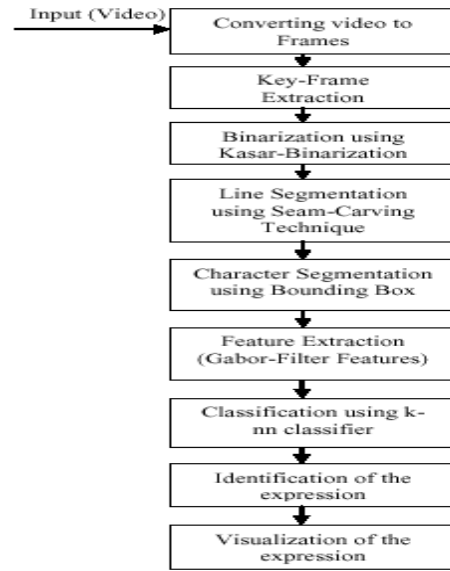 Input (Video)
Converting video to
Frames
Key-Frame
Extraction
Binarization using
Kasar-Binarization
Line Segmentation
using Seam-Carving
Technique
Character Segmentation
using Bounding Box
Feature Extraction
(Gabor-Filter Features)
Classification using k-
nn classifier
Identification of the
expression
Visualization of the
expression